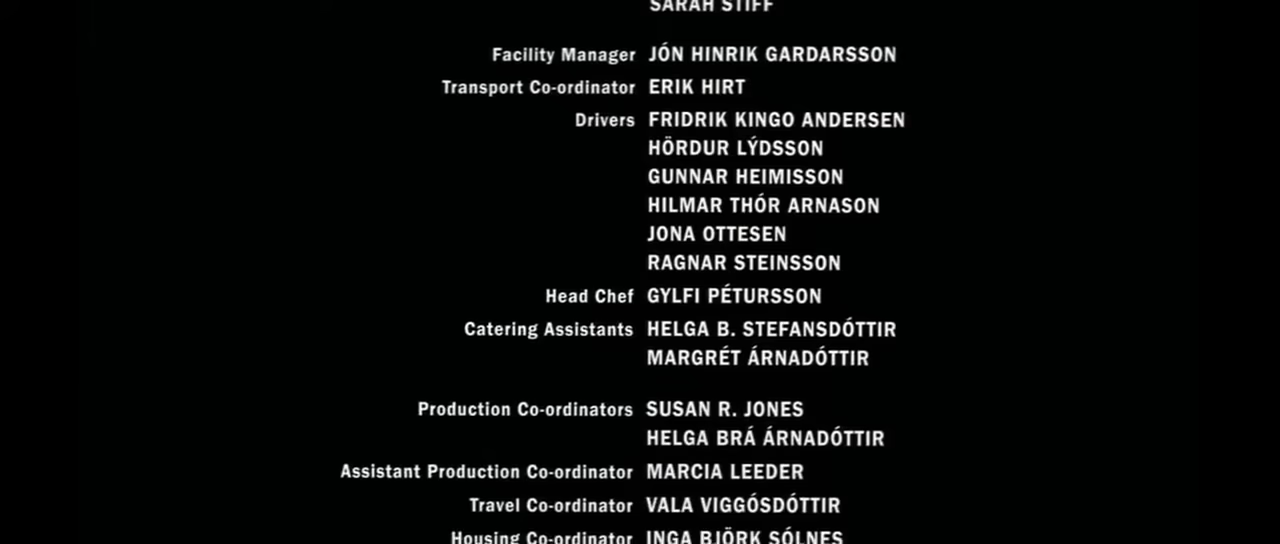 SARAH STIFF
Facility Manager JÓN HINRIK GARDARSSON
Transport Co-ordinator ERIK HIRT
Drivers FRIDRIK KINGO ANDERSEN
HÖRDUR LÝDSSON
GUNNAR HEIMISSON
HILMAR THÓR ARNASON
JONA OTTESEN
RAGNAR STEINSSON
Head Chef GYLFI PÉTURSSON
Catering Assistants HELGA B. STEFANSDÓTTIR
MARGRÉT ÁRNADÓTTIR
Production Co-ordinators SUSAN R. JONES
HELGA BRÁ ÁRNADÓTTIR
Assistant Production Co-ordinator MARCIA LEEDER
Travel Co-ordinator VALA VIGGÓSDÓTTIR
Housing Co-ordinator INGA BJÖRK SÓLNES